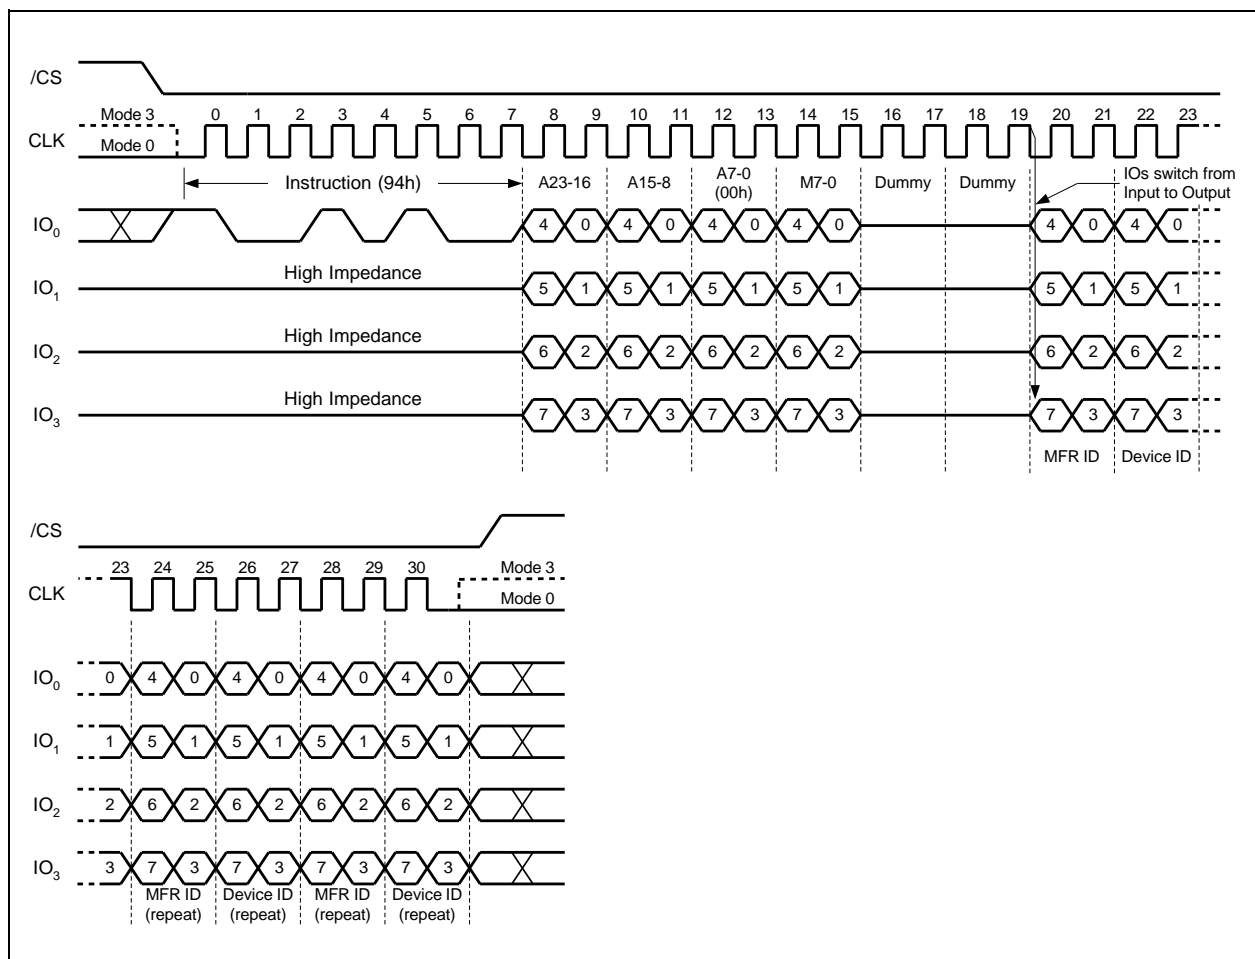 /CS
Mode 3 0 1 2 3 4 5 6 7 8 9 10 11 12 13 14 15 16 17 18 19 20 21 22 23
CLK
Mode 0
Instruction (94h) A23-16 A15-8 A7-0 (00h) M7-0 Dummy Dummy
IOs switch from
Input to Output
IO0 4 0 4 0 4 0 4 0 4 0 4 0
High Impedance
IO1 5 1 5 1 5 1 5 1 5 1 5 1
High Impedance
IO2 6 2 6 2 6 2 6 2 6 2 6 2
High Impedance
IO3 7 3 7 3 7 3 7 3 7 3 7 3
MFR ID Device ID
/CS
23 24 25 26 27 28 29 30 Mode 3
CLK
Mode 0
IO0 0 4 0 4 0 4 0 4 0
IO1 1 5 1 5 1 5 1 5 1
IO2 2 6 2 6 2 6 2 6 2
IO3 3 7 3 7 3 7 3 7 3
MFR ID Device ID MFR ID Device ID
(repeat) (repeat) (repeat) (repeat)